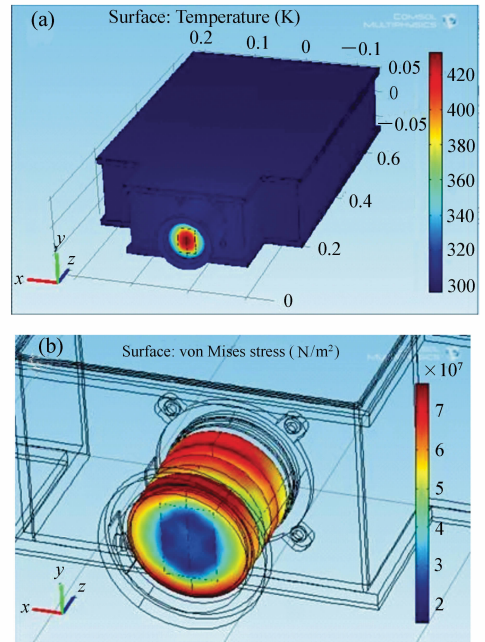 (a)
Surface: Temperature (K)
COMSOL
MULTIPHYSICS
0.2 0.1 0 −0.1
0.05
0
−0.05
0.6
0.4
0.2
0
y
z
x
420
400
380
360
340
320
300
(b)
Surface: von Mises stress ( N/m²)
× 10⁷
7
6
5
4
3
2
y
z
x